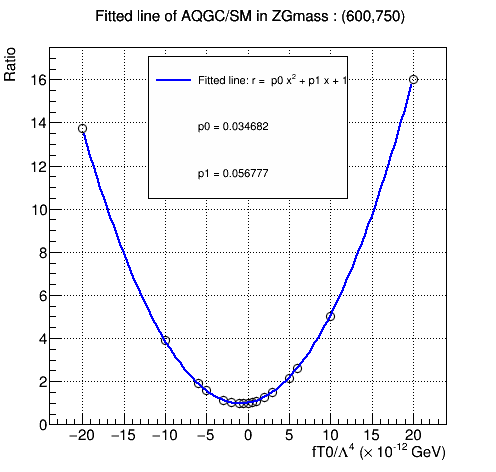 Fitted line of AQGC/SM in ZGmass : (600,750)
Ratio
Fitted line: r = p0 x² + p1 x + 1
p0 = 0.034682
p1 = 0.056777
16
14
12
10
8
6
4
2
0
−20 −15 −10 −5 0 5 10 15 20
fT0/Λ⁴ (× 10⁻¹² GeV)